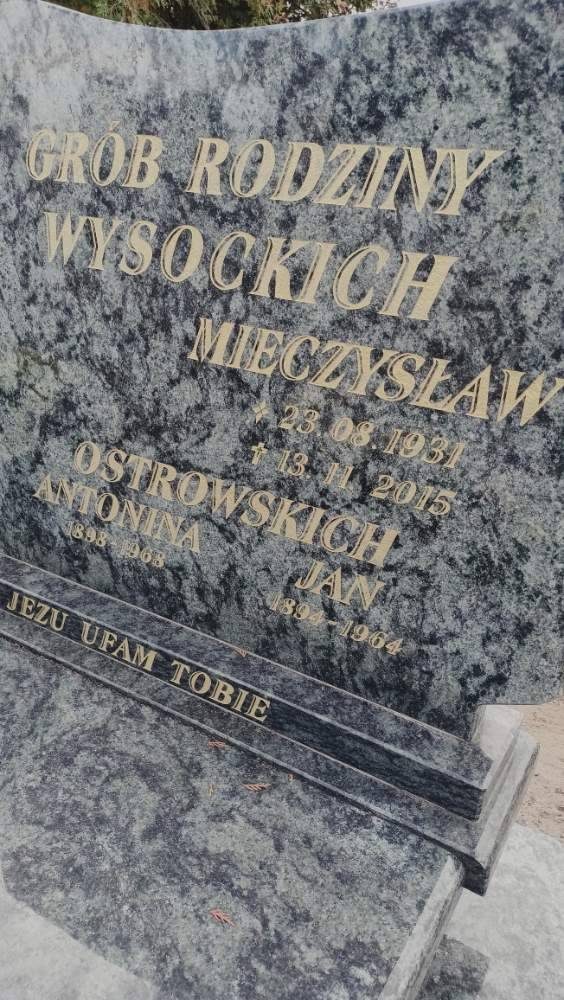 GRÓB RODZINY
WYSOCKICH
MIECZYSŁAW
* 23.08.1931
† 13.11.2015
OSTROWSKICH
ANTONINA
1898-1968
JAN
1894-1964
JEZU UFAM TOBIE